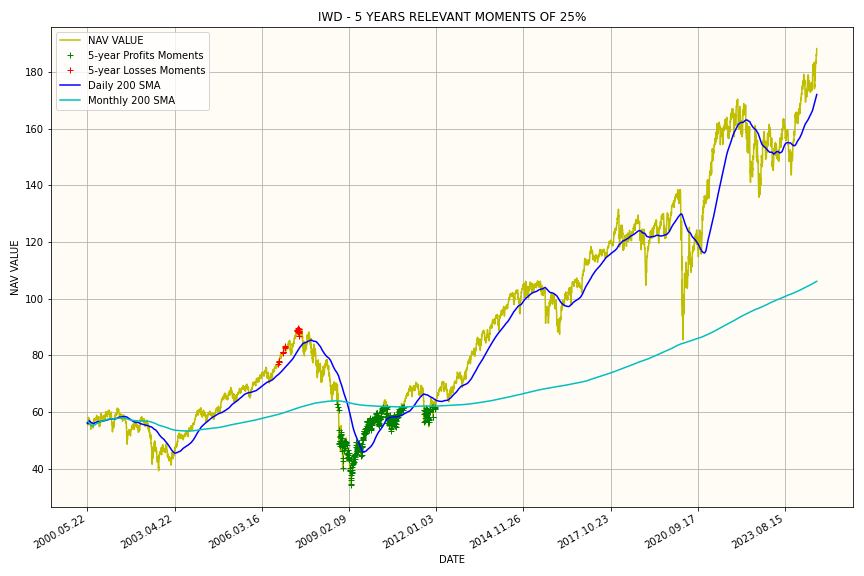 IWD - 5 YEARS RELEVANT MOMENTS OF 25%
NAV VALUE
5-year Profits Moments
5-year Losses Moments
Daily 200 SMA
Monthly 200 SMA
NAV VALUE
180
160
140
120
100
80
60
40
2000.05.22
2003.04.22
2006.03.16
2009.02.09
2012.01.03
2014.11.26
2017.10.23
2020.09.17
2023.08.15
DATE